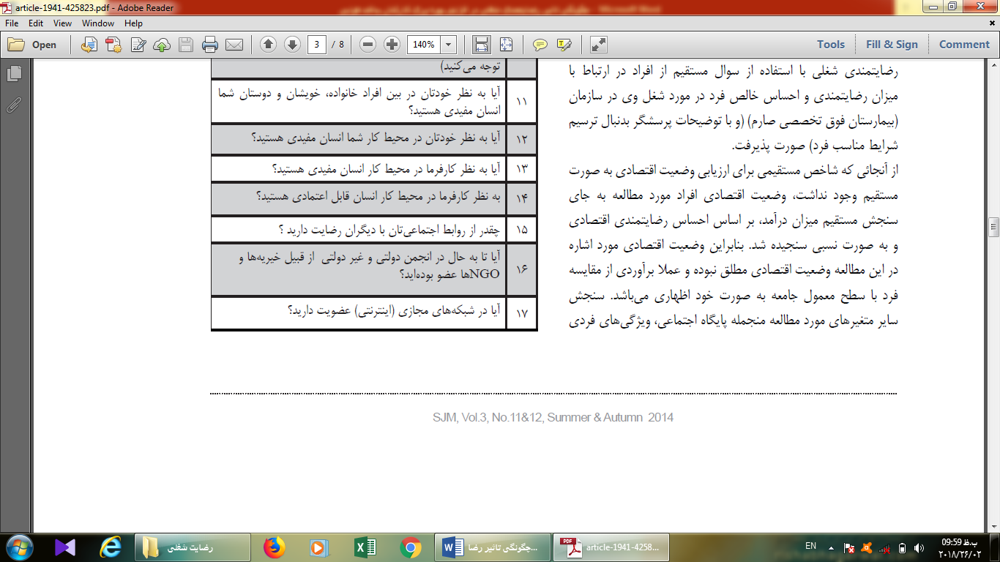 article-1941-425823.pdf - Adobe Reader
File Edit View Window Help
Open 3 / 8 140% Tools Fill & Sign Comment
رضایتمندی شغلی با استفاده از سوال مستقیم از افراد در ارتباط با
میزان رضایتمندی و احساس خالص فرد در مورد شغل وی در سازمان
(بیمارستان فوق تخصصی صارم) (و با توضیحات پرسشگر بدنبال ترسیم
شرایط مناسب فرد) صورت پذیرفت.
از آنجائی که شاخص مستقیمی برای ارزیابی وضعیت اقتصادی به صورت
مستقیم وجود نداشت، وضعیت اقتصادی افراد مورد مطالعه به جای
سنجش مستقیم میزان درآمد، بر اساس احساس رضایتمندی اقتصادی
و به صورت نسبی سنجیده شد. بنابراین وضعیت اقتصادی مورد اشاره
در این مطالعه وضعیت اقتصادی مطلق نبوده و عملا برآوردی از مقایسه
فرد با سطح معمول جامعه به صورت خود اظهاری می‌باشد. سنجش
سایر متغیرهای مورد مطالعه منجمله پایگاه اجتماعی، ویژگی‌های فردی
توجه می‌کنید)
۱۱ آیا به نظر خودتان در بین افراد خانواده، خویشان و دوستان شما
انسان مفیدی هستید؟
۱۲ آیا به نظر خودتان در محیط کار شما انسان مفیدی هستید؟
۱۳ آیا به نظر کارفرما در محیط کار انسان مفیدی هستید؟
۱۴ به نظر کارفرما در محیط کار انسان قابل اعتمادی هستید؟
۱۵ چقدر از روابط اجتماعی‌تان با دیگران رضایت دارید ؟
۱۶ آیا تا به حال در انجمن دولتی و غیر دولتی از قبیل خیریه‌ها و
NGOها عضو بوده‌اید؟
۱۷ آیا در شبکه‌های مجازی (اینترنتی) عضویت دارید؟
SJM, Vol.3, No.11&12, Summer & Autumn 2014
رضایت شغلی
چگونگی تاثیر رضا...
article-1941-4258...
EN
09:59 ب.ظ
۲۰۱۸/۲۶/۰۲